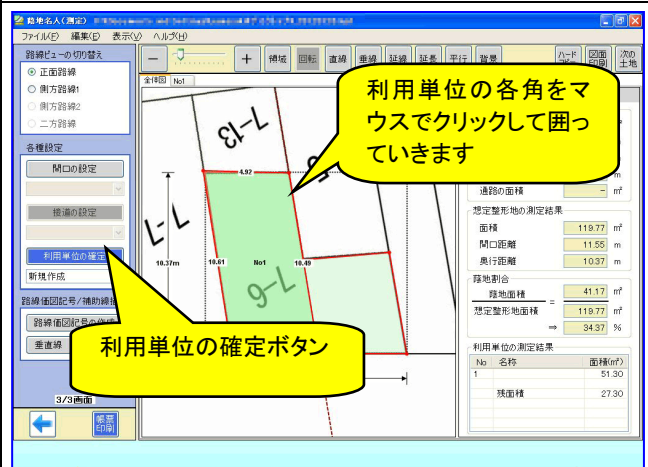 陰地名人(測定)
ファイル(F) 編集(E) 表示(V) ヘルプ(H)
路線ビューの切り替え
正面路線
側方路線1
側方路線2
二方路線
各種設定
間口の設定
接道の設定
利用単位の確定
新規作成
路線価図記号/補助線描
垂直線
3/3画面
帳票
印刷
－ ＋ 領域 回転 直線 垂線 延線 延長 平行 背景
ハード
コピー
図面
印刷
次の
土地
全体図 No1
利用単位の各角をマ
ウスでクリックして囲っ
ていきます
利用単位の確定ボタン
7-13
7-7
7-6
4.92
10.37m
10.61
No1
10.49
m
通路の面積 － ㎡
想定整形地の測定結果
面積 119.77 ㎡
間口距離 11.55 m
奥行距離 10.37 m
蔭地割合
蔭地面積 41.17 ㎡
＝
想定整形地面積 119.77 ㎡
⇒ 34.37 %
利用単位の測定結果
No 名称 面積(㎡)
1 51.30
残面積 27.30